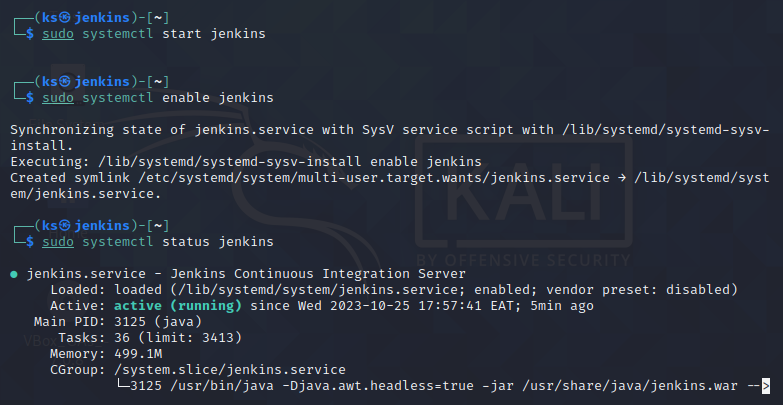 ┌──(ks㉿jenkins)-[~]
└─$ sudo systemctl start jenkins
┌──(ks㉿jenkins)-[~]
└─$ sudo systemctl enable jenkins
Synchronizing state of jenkins.service with SysV service script with /lib/systemd/systemd-sysv-
install.
Executing: /lib/systemd/systemd-sysv-install enable jenkins
Created symlink /etc/systemd/system/multi-user.target.wants/jenkins.service → /lib/systemd/syst
em/jenkins.service.
┌──(ks㉿jenkins)-[~]
└─$ sudo systemctl status jenkins
● jenkins.service - Jenkins Continuous Integration Server
Loaded: loaded (/lib/systemd/system/jenkins.service; enabled; vendor preset: disabled)
Active: active (running) since Wed 2023-10-25 17:57:41 EAT; 5min ago
Main PID: 3125 (java)
Tasks: 36 (limit: 3413)
Memory: 499.1M
CGroup: /system.slice/jenkins.service
└─3125 /usr/bin/java -Djava.awt.headless=true -jar /usr/share/java/jenkins.war -->
KALI
BY OFFENSIVE SECURITY